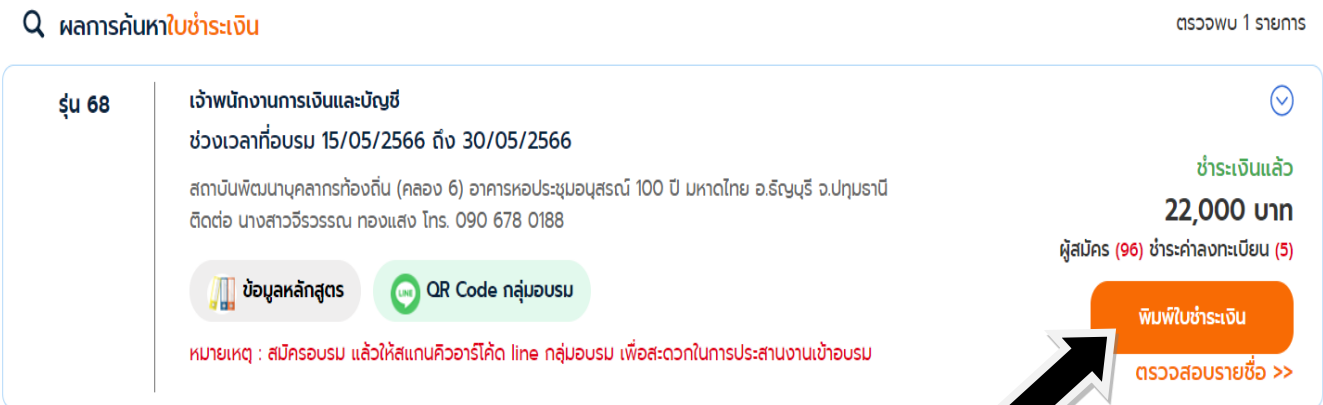 ผลการค้นหาใบชำระเงิน
ตรวจพบ 1 รายการ
รุ่น 68
เจ้าพนักงานการเงินและบัญชี
ช่วงเวลาที่อบรม 15/05/2566 ถึง 30/05/2566
สถาบันพัฒนาบุคลากรท้องถิ่น (คลอง 6) อาคารหอประชุมอนุสรณ์ 100 ปี มหาดไทย อ.ธัญบุรี จ.ปทุมธานี
ติดต่อ นางสาวจีรวรรณ ทองแสง โทร. 090 678 0188
ชำระเงินแล้ว
22,000 บาท
ผู้สมัคร (96) ชำระค่าลงทะเบียน (5)
ข้อมูลหลักสูตร
LINE QR Code กลุ่มอบรม
พิมพ์ใบชำระเงิน
หมายเหตุ : สมัครอบรม แล้วให้สแกนคิวอาร์โค้ด line กลุ่มอบรม เพื่อสะดวกในการประสานงานเข้าอบรม
ตรวจสอบรายชื่อ >>